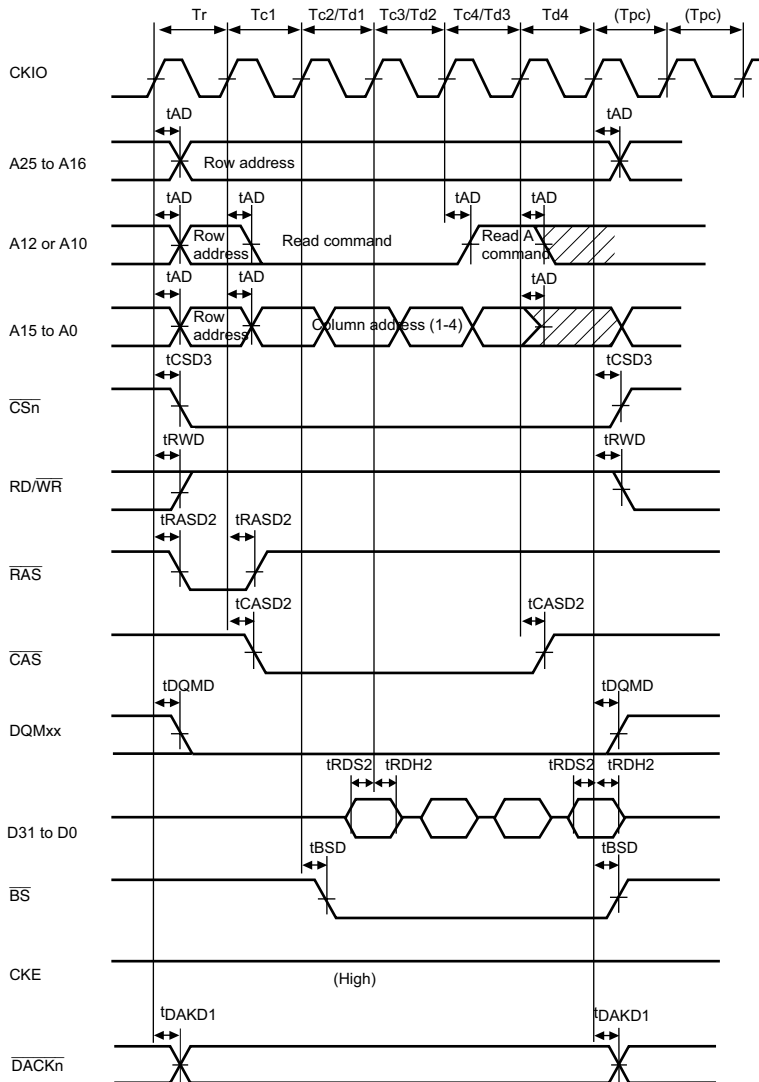 Tr Tc1 Tc2/Td1 Tc3/Td2 Tc4/Td3 Td4 (Tpc) (Tpc)
CKIO
tAD tAD
A25 to A16 Row address
tAD tAD tAD tAD
A12 or A10 Row address Read command Read A command
tAD tAD tAD
A15 to A0 Row address Column address (1-4)
tCSD3 tCSD3
CSn
tRWD tRWD
RD/WR
tRASD2 tRASD2
RAS
tCASD2 tCASD2
CAS
tDQMD tDQMD
DQMxx
tRDS2 tRDH2 tRDS2 tRDH2
D31 to D0
tBSD tBSD
BS
CKE (High)
tDAKD1 tDAKD1
DACKn